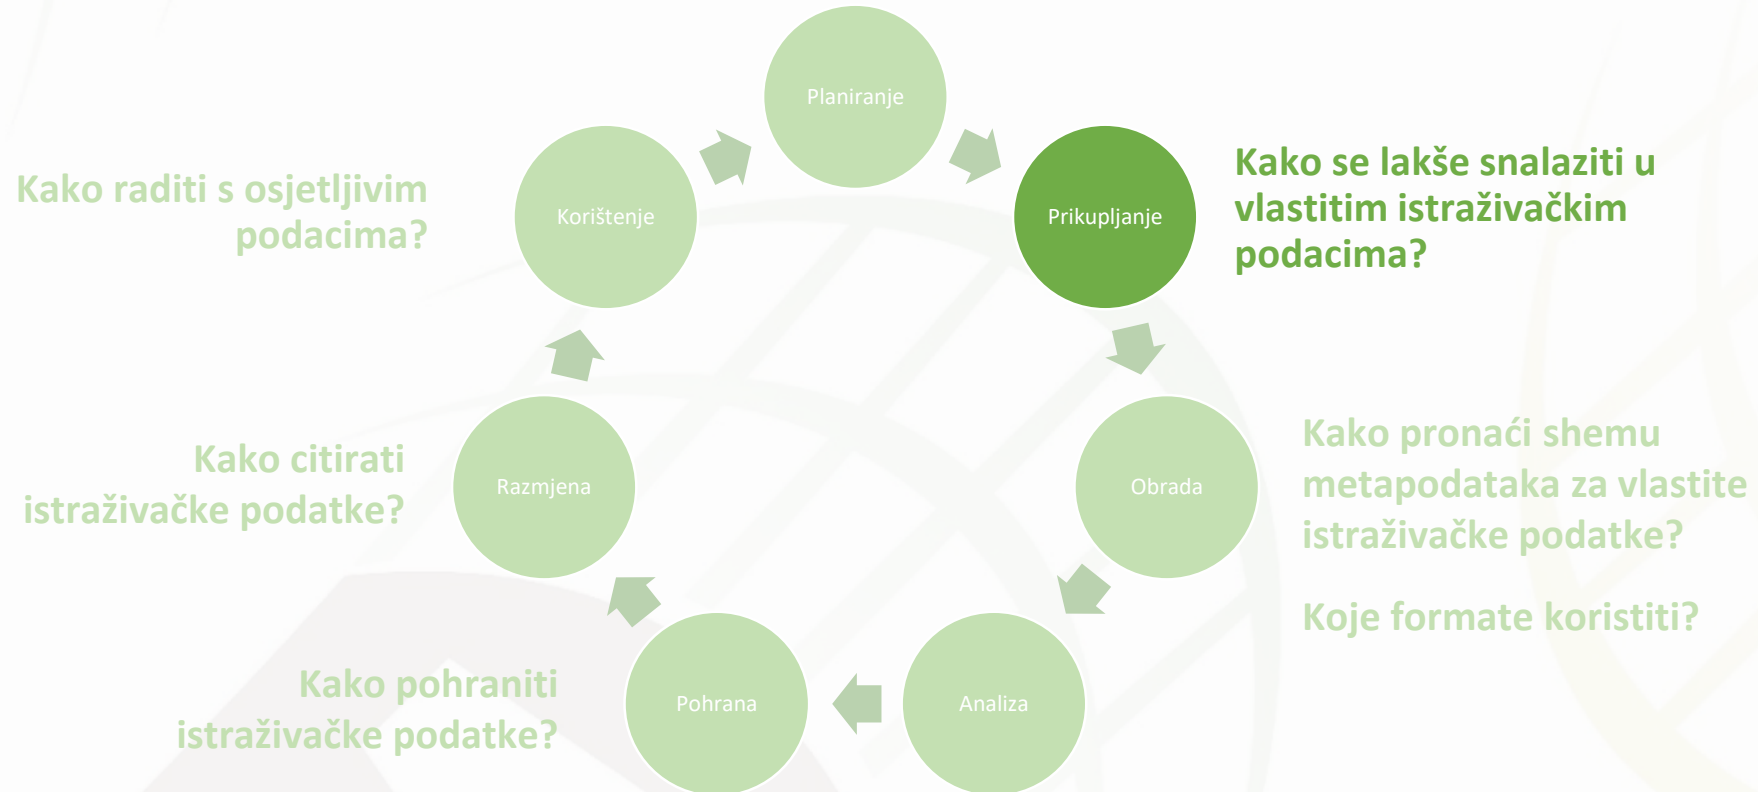 Planiranje
Kako raditi s osjetljivim
podacima?
Korištenje
Prikupljanje
Kako se lakše snalaziti u
vlastitim istraživačkim
podacima?
Kako citirati
istraživačke podatke?
Razmjena
Obrada
Kako pronaći shemu
metapodataka za vlastite
istraživačke podatke?
Koje formate koristiti?
Kako pohraniti
istraživačke podatke?
Pohrana
Analiza